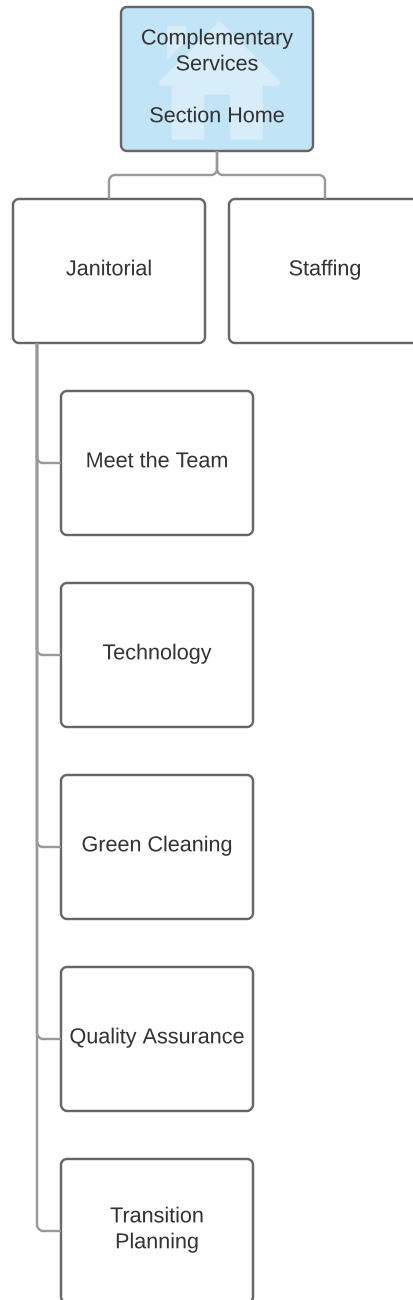 Complementary
Services
Section Home
Janitorial
Staffing
Meet the Team
Technology
Green Cleaning
Quality Assurance
Transition
Planning